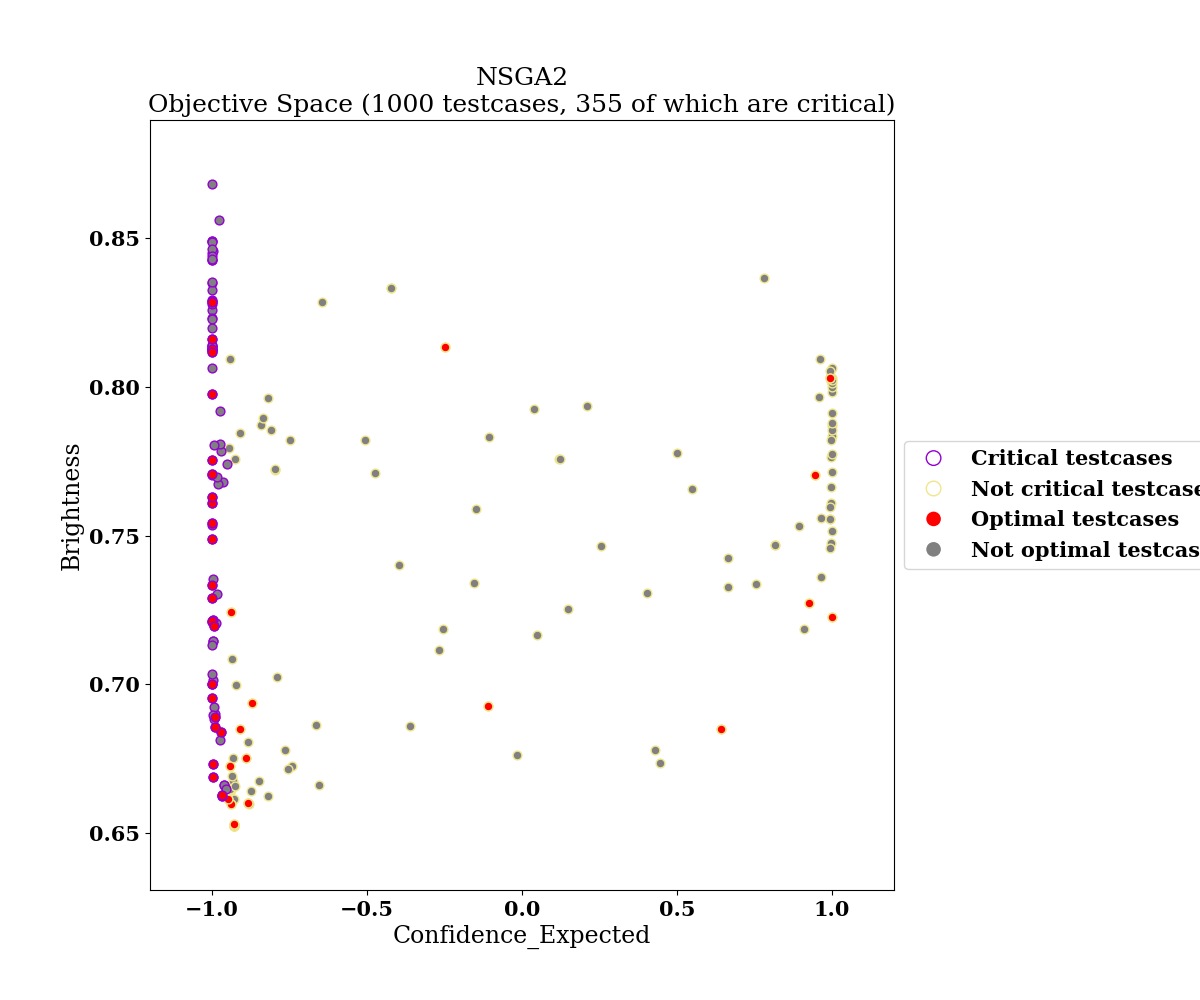 NSGA2
Objective Space (1000 testcases, 355 of which are critical)
Brightness
0.85
0.80
0.75
0.70
0.65
−1.0
−0.5
0.0
0.5
1.0
Confidence_Expected
Critical testcases
Not critical testcase
Optimal testcases
Not optimal testcas